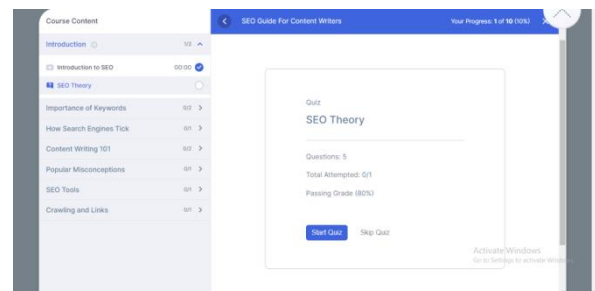 Course Content
SEO Guide For Content Writers
Your Progress: 1 of 10 (10%)
Introduction
1/2
Introduction to SEO
00:00
SEO Theory
Importance of Keywords
0/2
How Search Engines Tick
0/1
Content Writing 101
0/2
Popular Misconceptions
0/1
SEO Tools
0/1
Crawling and Links
0/1
Quiz
SEO Theory
Questions: 5
Total Attempted: 0/1
Passing Grade (80%)
Start Quiz
Skip Quiz
Activate Windows
Go to Settings to activate Windows.